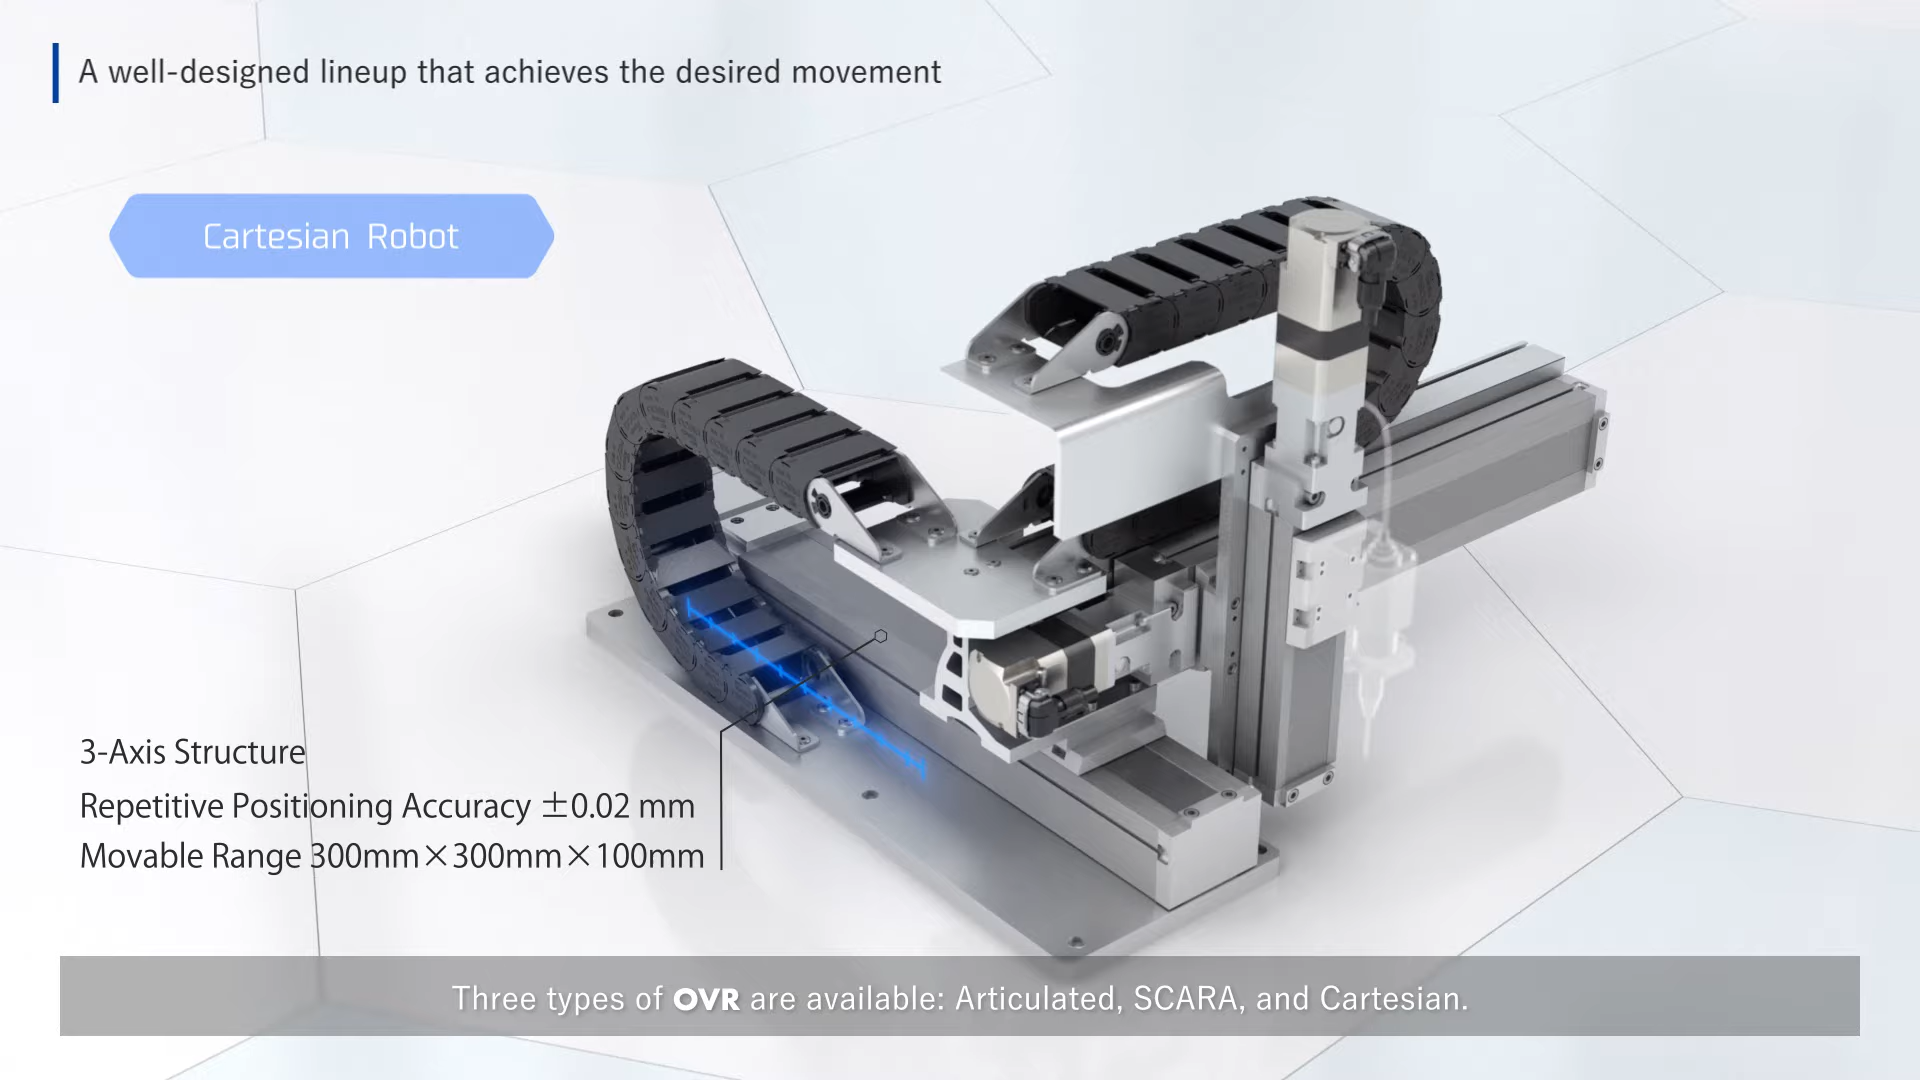 A well-designed lineup that achieves the desired movement
Cartesian Robot
3-Axis Structure
Repetitive Positioning Accuracy ±0.02 mm
Movable Range 300mm×300mm×100mm
Three types of OVR are available: Articulated, SCARA, and Cartesian.